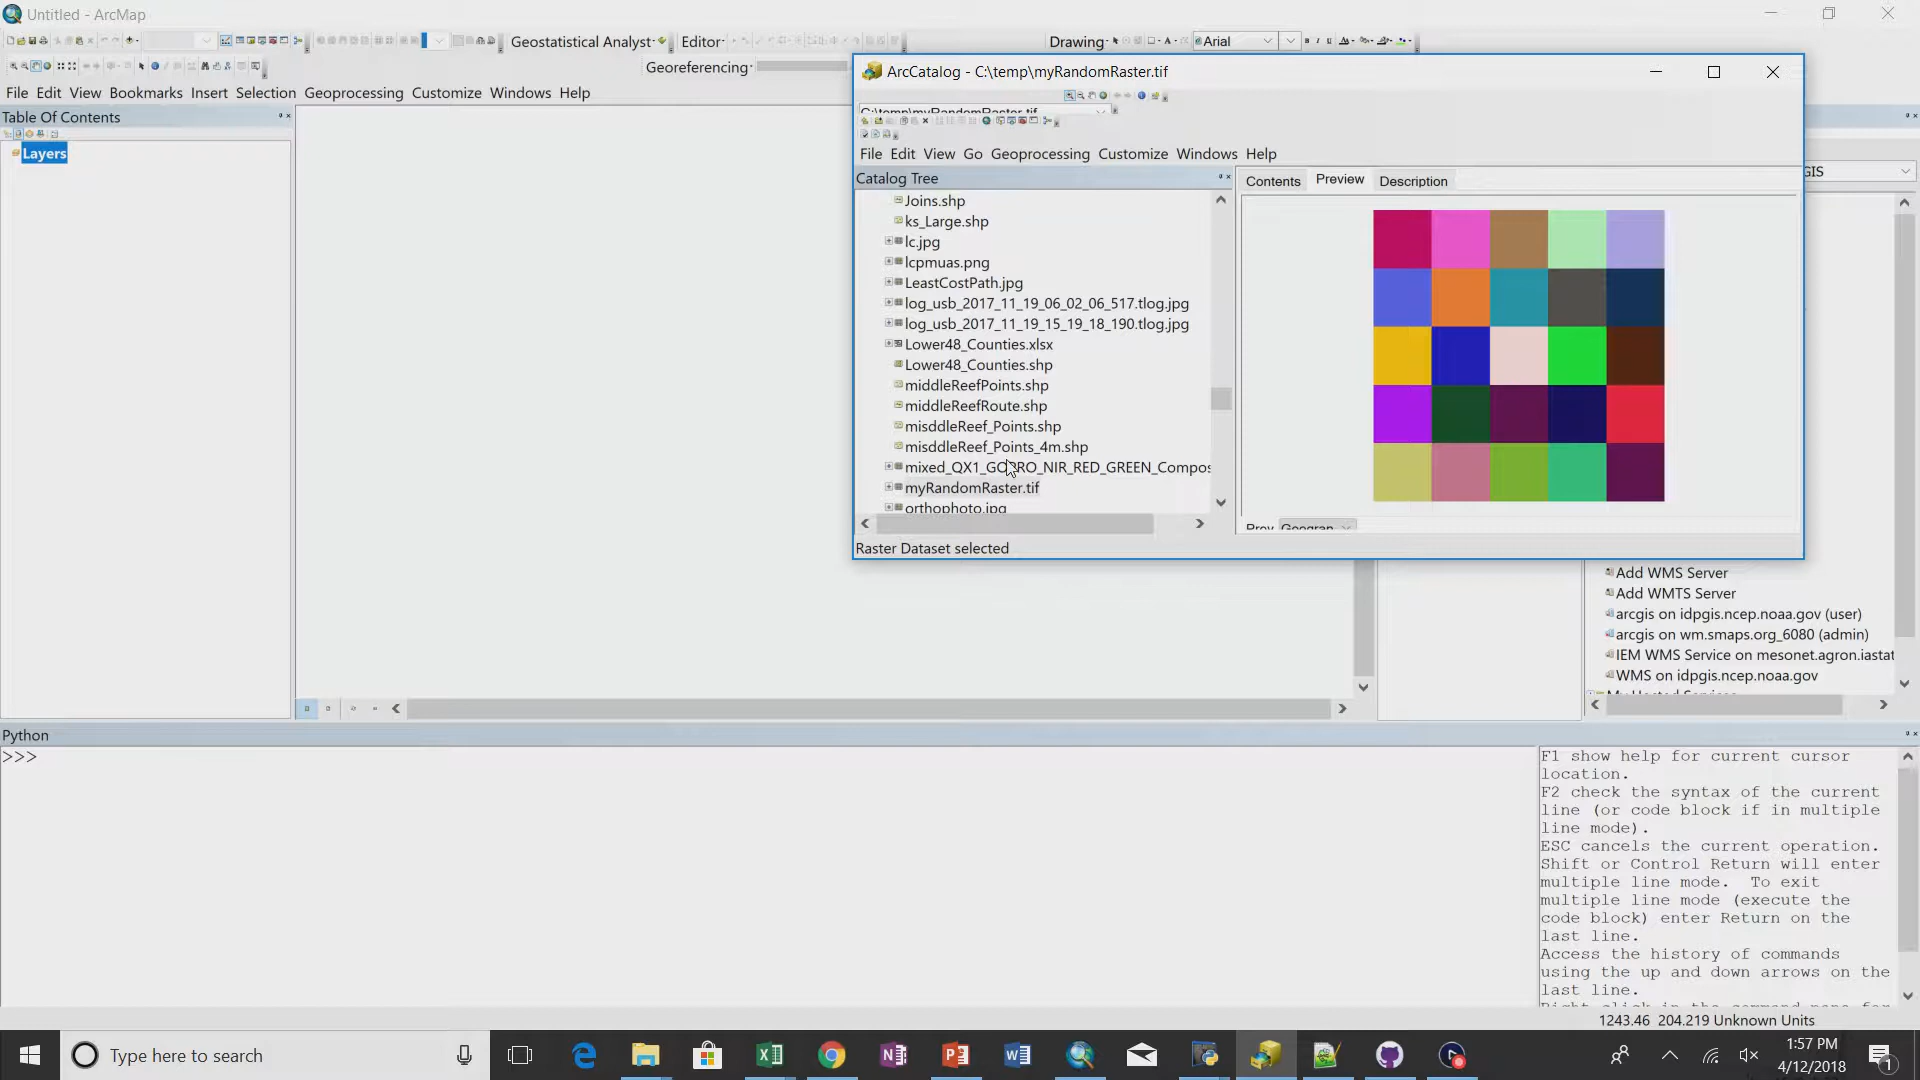 Untitled - ArcMap
Geostatistical Analyst
Editor
Drawing
Arial
Georeferencing
File Edit View Bookmarks Insert Selection Geoprocessing Customize Windows Help
Table Of Contents
Layers
ArcCatalog - C:\temp\myRandomRaster.tif
C:\temp\myRandomRaster.tif
File Edit View Go Geoprocessing Customize Windows Help
Catalog Tree
Joins.shp
ks_Large.shp
lc.jpg
lcpmuas.png
LeastCostPath.jpg
log_usb_2017_11_19_06_02_06_517.tlog.jpg
log_usb_2017_11_19_15_19_18_190.tlog.jpg
Lower48_Counties.xlsx
Lower48_Counties.shp
middleReefPoints.shp
middleReefRoute.shp
misddleReef_Points.shp
misddleReef_Points_4m.shp
mixed_QX1_GOPRO_NIR_RED_GREEN_Compos
myRandomRaster.tif
orthophoto.jpg
Contents Preview Description
Raster Dataset selected
GIS
Add WMS Server
Add WMTS Server
arcgis on idpgis.ncep.noaa.gov (user)
arcgis on wm.smaps.org_6080 (admin)
IEM WMS Service on mesonet.agron.iastat
WMS on idpgis.ncep.noaa.gov
My Hosted Services
Python
>>>
F1 show help for current cursor
location.
F2 check the syntax of the current
line (or code block if in multiple
line mode).
ESC cancels the current operation.
Shift or Control Return will enter
multiple line mode. To exit
multiple line mode (execute the
code block) enter Return on the
last line.
Access the history of commands
using the up and down arrows on the
last line.
1243.46 204.219 Unknown Units
Type here to search
1:57 PM
4/12/2018
1